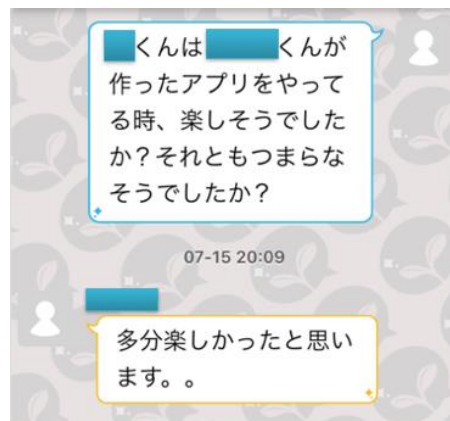 くんは くんが
作ったアプリをやって
る時、楽しそうでした
か？それともつまらな
そうでしたか？
07-15 20:09
多分楽しかったと思い
ます。。